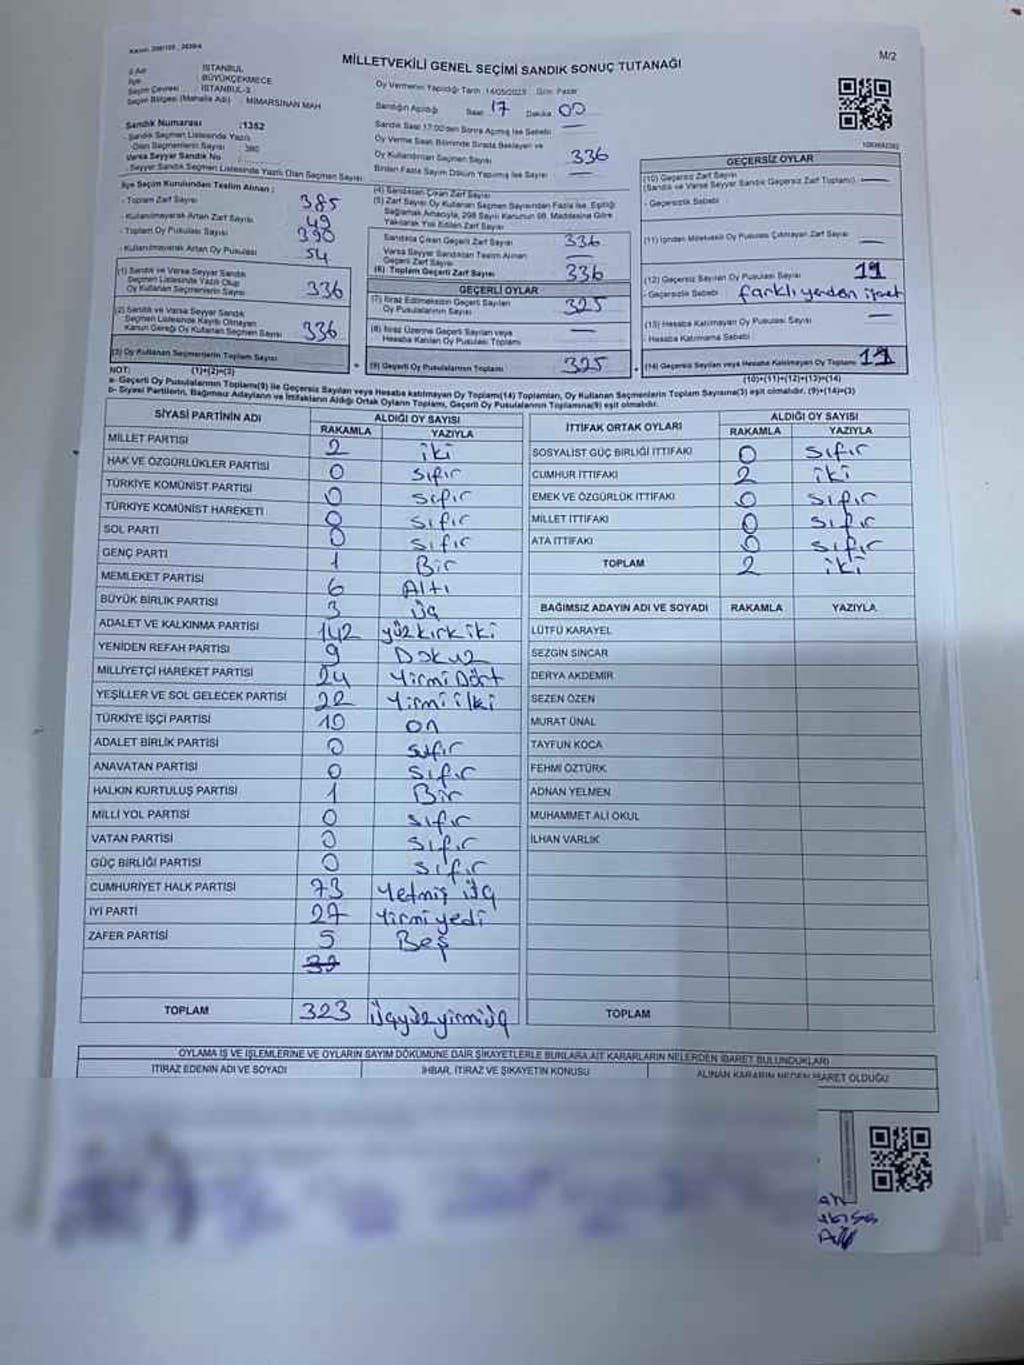 MİLLETVEKİLİ GENEL SEÇİMİ SANDIK SONUÇ TUTANAĞI
M/2
İli Adı : İSTANBUL
İlçe : BÜYÜKÇEKMECE
Seçim Çevresi : İSTANBUL-3
Seçim Bölgesi (Mahalle Adı) : MİMARSİNAN MAH
Sandık Numarası :1352
Sandık Seçmen Listesinde Yazılı
Olan Seçmenlerin Sayısı : 380
Varsa Seyyar Sandık No
Seyyar Sandık Listesinde Yazılı Olan Seçmen Sayısı
Oy Vermenin Yapıldığı Tarih :14/05/2023 Gün: Pazar
Sandığın Açıldığı Saat 17 Dakika 00
Sandık Saat 17:00'den Sonra Açılmış İse Sebebi —
Oy Verme Saati Bitiminde Sırada Bekleyen ve
Oy Kullandırılan Seçmen Sayısı 336
Birden Fazla Sayım Döküm Yapılmış İse Sayısı —
İlçe Seçim Kurulundan Teslim Alınan :
- Toplam Zarf Sayısı 385
- Kullanılmayarak Artan Zarf Sayısı 49
- Toplam Oy Pusulası Sayısı 390
- Kullanılmayarak Artan Oy Pusulası 54
(1) Sandık ve Varsa Seyyar Sandık
Seçmen Listesinde Yazılı Olup
Oy Kullanan Seçmenlerin Sayısı 336
(2) Sandık ve Varsa Seyyar Sandık
Seçmen Listesinde Kayıtlı Olmayan
Kanun Gereği Oy Kullanan Seçmen Sayısı 336
(3) Oy Kullanan Seçmenlerin Toplam Sayısı
(1)+(2)=(3)
(4) Sandıktan Çıkan Zarf Sayısı
(5) Zarf Sayısı Oy Kullanan Seçmen Sayısından Fazla İse, Eşitliği
Sağlamak Amacıyla, 298 Sayılı Kanunun 98. Maddesine Göre
Yakılarak Yok Edilen Zarf Sayısı
Sandıkta Çıkan Geçerli Zarf Sayısı 336
Varsa Seyyar Sandıktan Teslim Alınan
Geçerli Zarf Sayısı —
(6) Toplam Geçerli Zarf Sayısı 336
GEÇERLİ OYLAR
(7) İtiraz Edilmeksizin Geçerli Sayılan
Oy Pusulalarının Sayısı 325
(8) İtiraz Üzerine Geçerli Sayılan veya
Hesaba Katılan Oy Pusulası Toplamı —
(9) Geçerli Oy Pusulalarının Toplamı 325
GEÇERSİZ OYLAR
(10) Geçersiz Zarf Sayısı
(Sandık ve Varsa Seyyar Sandık Geçersiz Zarf Toplamı) —
- Geçersizlik Sebebi
(11) İçinden Milletvekili Oy Pusulası Çıkmayan Zarf Sayısı —
(12) Geçersiz Sayılan Oy Pusulası Sayısı 11
- Geçersizlik Sebebi farklı yerden
(13) Hesaba Katılmayan Oy Pusulası Sayısı —
- Hesaba Katılmama Sebebi
(14) Geçersiz Sayılan veya Hesaba Katılmayan Oy Toplamı 11
(10)+(11)+(12)+(13)=(14)
NOT:
a- Geçerli Oy Pusulalarının Toplamı(9) ile Geçersiz Sayılan veya Hesaba katılmayan Oy Toplamı(14) Toplamları, Oy Kullanan Seçmenlerin Toplam Sayısına(3) eşit olmalıdır. (9)+(14)=(3)
b- Siyasi Partilerin, Bağımsız Adayların ve İttifakların Aldığı Ortak Oyların Toplamı, Geçerli Oy Pusulalarının Toplamına(9) eşit olmalıdır.
SİYASİ PARTİNİN ADI ALDIĞI OY SAYISI
RAKAMLA YAZIYLA
MİLLET PARTİSİ 2 iki
HAK VE ÖZGÜRLÜKLER PARTİSİ 0 sıfır
TÜRKİYE KOMÜNİST PARTİSİ 0 sıfır
TÜRKİYE KOMÜNİST HAREKETİ 0 sıfır
SOL PARTİ 0 sıfır
GENÇ PARTİ 1 Bir
MEMLEKET PARTİSİ 6 Altı
BÜYÜK BİRLİK PARTİSİ 3 üç
ADALET VE KALKINMA PARTİSİ 142 yüzkırkiki
YENİDEN REFAH PARTİSİ 9 Dokuz
MİLLİYETÇİ HAREKET PARTİSİ 24 Yirmi Dört
YEŞİLLER VE SOL GELECEK PARTİSİ 22 Yirmi iki
TÜRKİYE İŞÇİ PARTİSİ 10 on
ADALET BİRLİK PARTİSİ 0 sıfır
ANAVATAN PARTİSİ 0 sıfır
HALKIN KURTULUŞ PARTİSİ 1 Bir
MİLLİ YOL PARTİSİ 0 sıfır
VATAN PARTİSİ 0 sıfır
GÜÇ BİRLİĞİ PARTİSİ 0 sıfır
CUMHURİYET HALK PARTİSİ 73 Yetmiş üç
İYİ PARTİ 27 Yirmi yedi
ZAFER PARTİSİ 5 Beş
TOPLAM 323 üçyüzyirmiüç
İTTİFAK ORTAK OYLARI ALDIĞI OY SAYISI
RAKAMLA YAZIYLA
SOSYALİST GÜÇ BİRLİĞİ İTTİFAKI 0 sıfır
CUMHUR İTTİFAKI 2 iki
EMEK VE ÖZGÜRLÜK İTTİFAKI 0 sıfır
MİLLET İTTİFAKI 0 sıfır
ATA İTTİFAKI 0 sıfır
TOPLAM 2 iki
BAĞIMSIZ ADAYIN ADI VE SOYADI RAKAMLA YAZIYLA
LÜTFÜ KARAYEL
SEZGİN SİNCAR
DERYA AKDEMİR
SEZEN ÖZEN
MURAT ÜNAL
TAYFUN KOCA
FEHMİ ÖZTÜRK
ADNAN YELMEN
MUHAMMET ALİ OKUL
İLHAN VARLIK
TOPLAM
OYLAMA İŞ VE İŞLEMLERİNE VE OYLARIN SAYIM DÖKÜMÜNE DAİR ŞİKAYETLERLE BUNLARA AİT KARARLARIN NELERDEN İBARET BULUNDUKLARI
İTİRAZ EDENİN ADI VE SOYADI İHBAR, İTİRAZ VE ŞİKAYETİN KONUSU ALINAN KARARIN NEDEN İBARET OLDUĞU